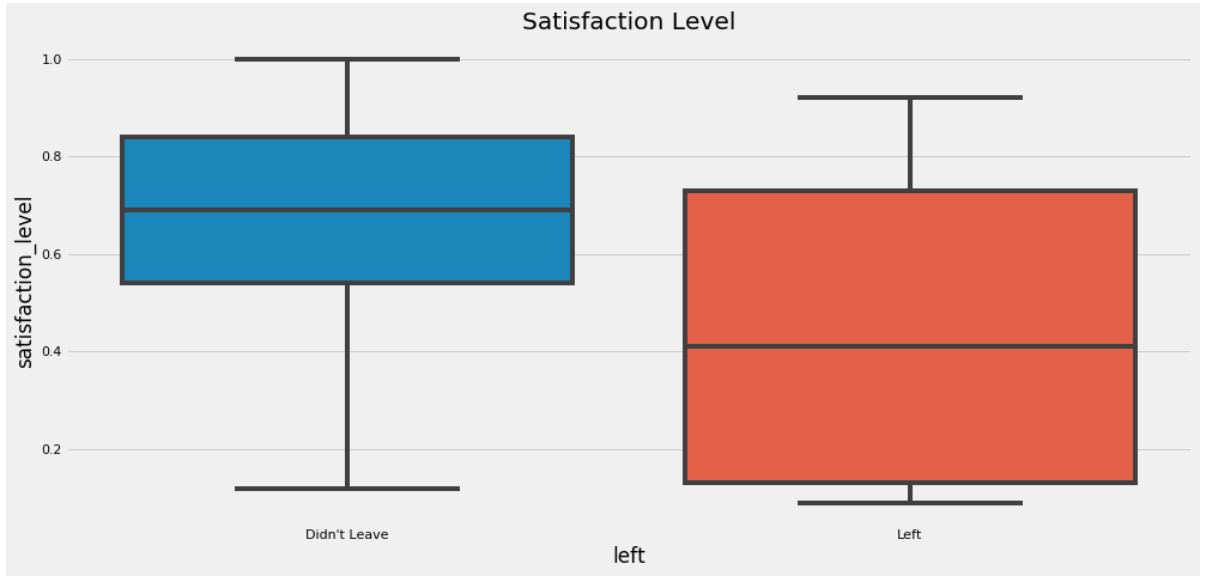 Satisfaction Level
satisfaction_level
1.0
0.8
0.6
0.4
0.2
Didn't Leave
Left
left